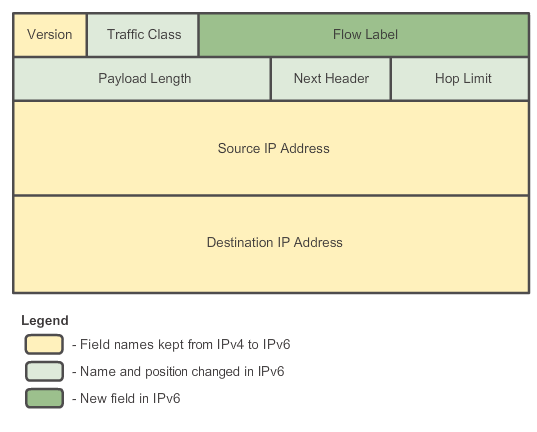 Version Traffic Class Flow Label
Payload Length Next Header Hop Limit
Source IP Address
Destination IP Address
Legend
- Field names kept from IPv4 to IPv6
- Name and position changed in IPv6
- New field in IPv6